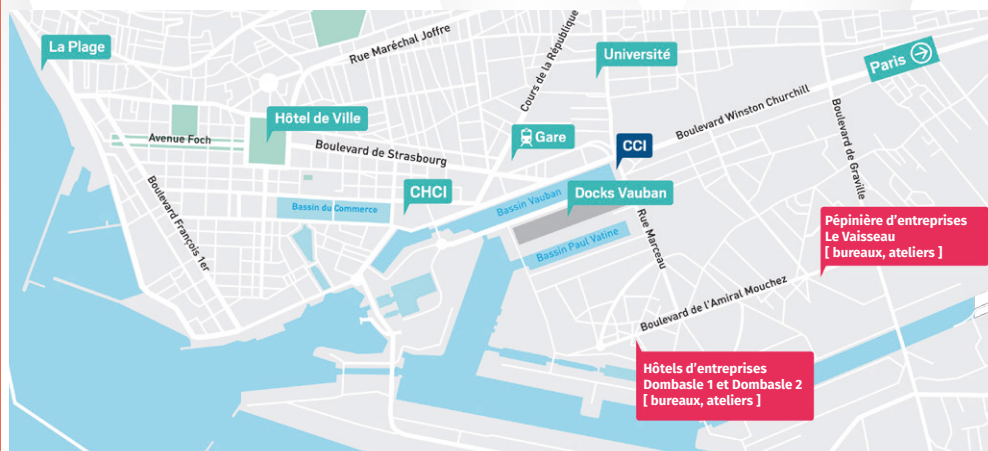 La Plage
Rue Maréchal Joffre
Cours de la République
Université
Paris
Hôtel de Ville
Avenue Foch
Boulevard de Strasbourg
Gare
CCI
Boulevard Winston Churchill
Boulevard de Graville
Boulevard François 1er
CHCI
Bassin du Commerce
Bassin Vauban
Docks Vauban
Bassin Paul Vatine
Rue Marceau
Pépinière d’entreprises
Le Vaisseau
[ bureaux, ateliers ]
Boulevard de l'Amiral Mouchez
Hôtels d’entreprises
Dombasle 1 et Dombasle 2
[ bureaux, ateliers ]